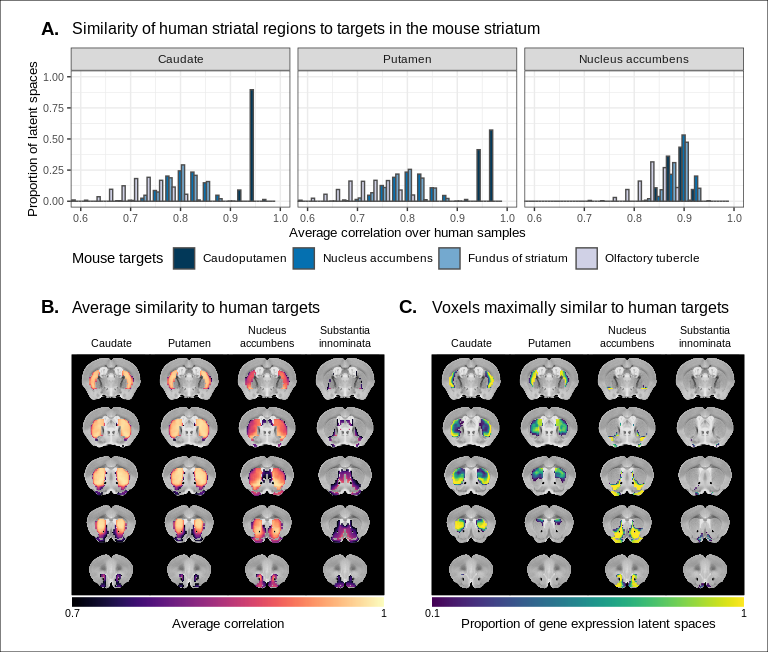 A. Similarity of human striatal regions to targets in the mouse striatum
Caudate Putamen Nucleus accumbens
Proportion of latent spaces
1.00
0.75
0.50
0.25
0.00
0.6 0.7 0.8 0.9 1.0 0.6 0.7 0.8 0.9 1.0 0.6 0.7 0.8 0.9 1.0
Average correlation over human samples
Mouse targets Caudoputamen Nucleus accumbens Fundus of striatum Olfactory tubercle
B. Average similarity to human targets
Caudate Putamen Nucleus accumbens Substantia innominata
0.7 1
Average correlation
C. Voxels maximally similar to human targets
Caudate Putamen Nucleus accumbens Substantia innominata
0.1 1
Proportion of gene expression latent spaces